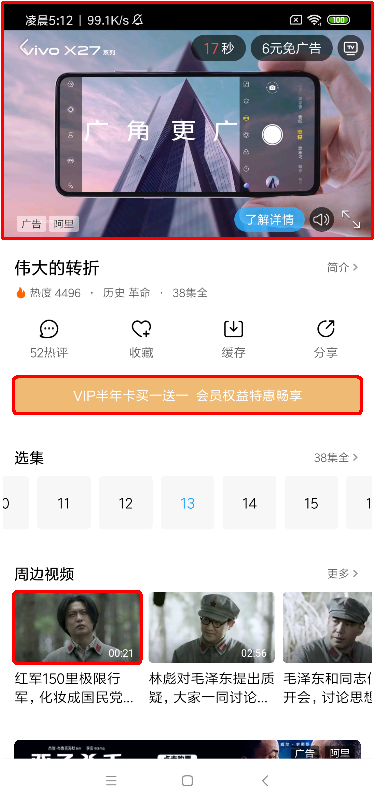 凌晨5:12 | 99.1K/s
100
vivo X27系列
17秒
6元免广告
TV
广角更广
广告
阿里
了解详情
伟大的转折
简介
热度 4496 · 历史 革命 · 38集全
52热评
收藏
缓存
分享
VIP半年卡买一送一 会员权益特惠畅享
选集
38集全
0
11
12
13
14
15
1
周边视频
更多
00:21
02:56
红军150里极限行
军，化妆成国民党...
林彪对毛泽东提出质
疑，大家一同讨论...
毛泽东和同志们
开会，讨论思想
广告
阿里